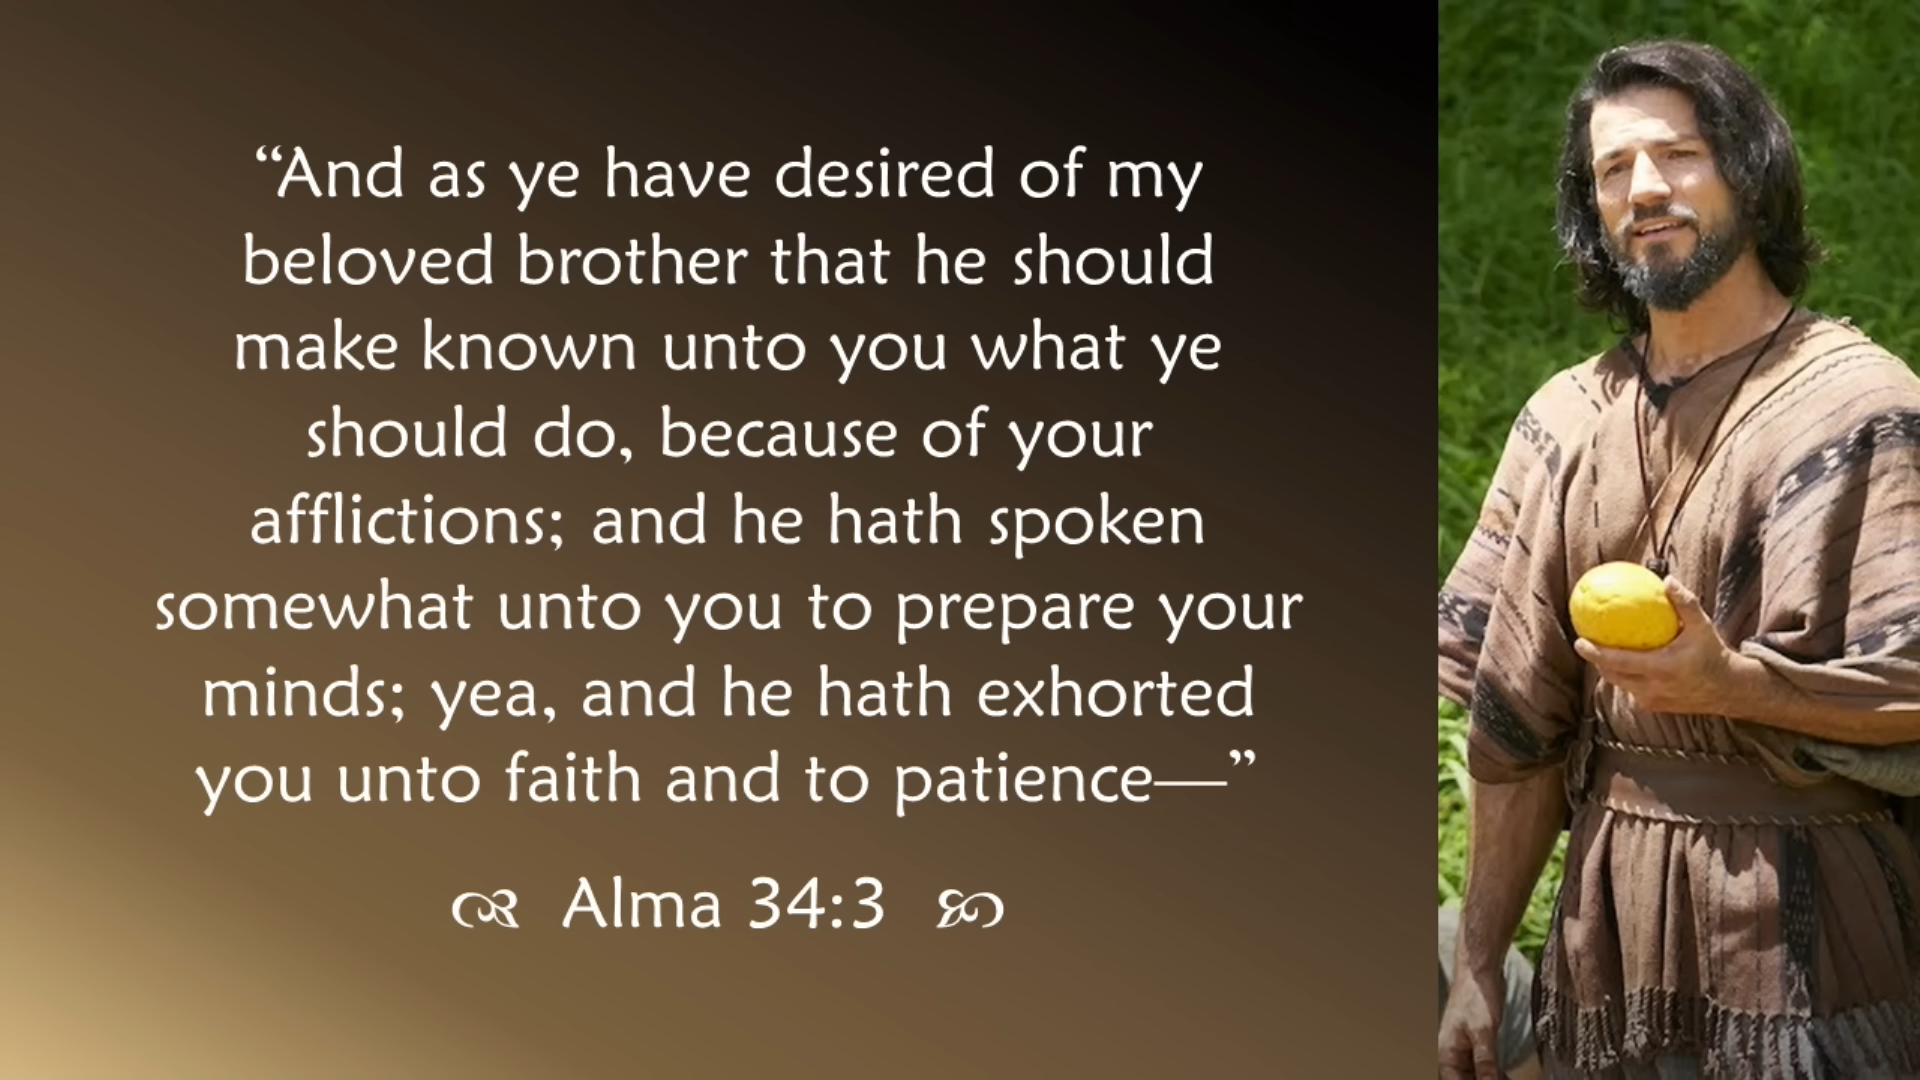 “And as ye have desired of my
beloved brother that he should
make known unto you what ye
should do, because of your
afflictions; and he hath spoken
somewhat unto you to prepare your
minds; yea, and he hath exhorted
you unto faith and to patience—”
Alma 34:3